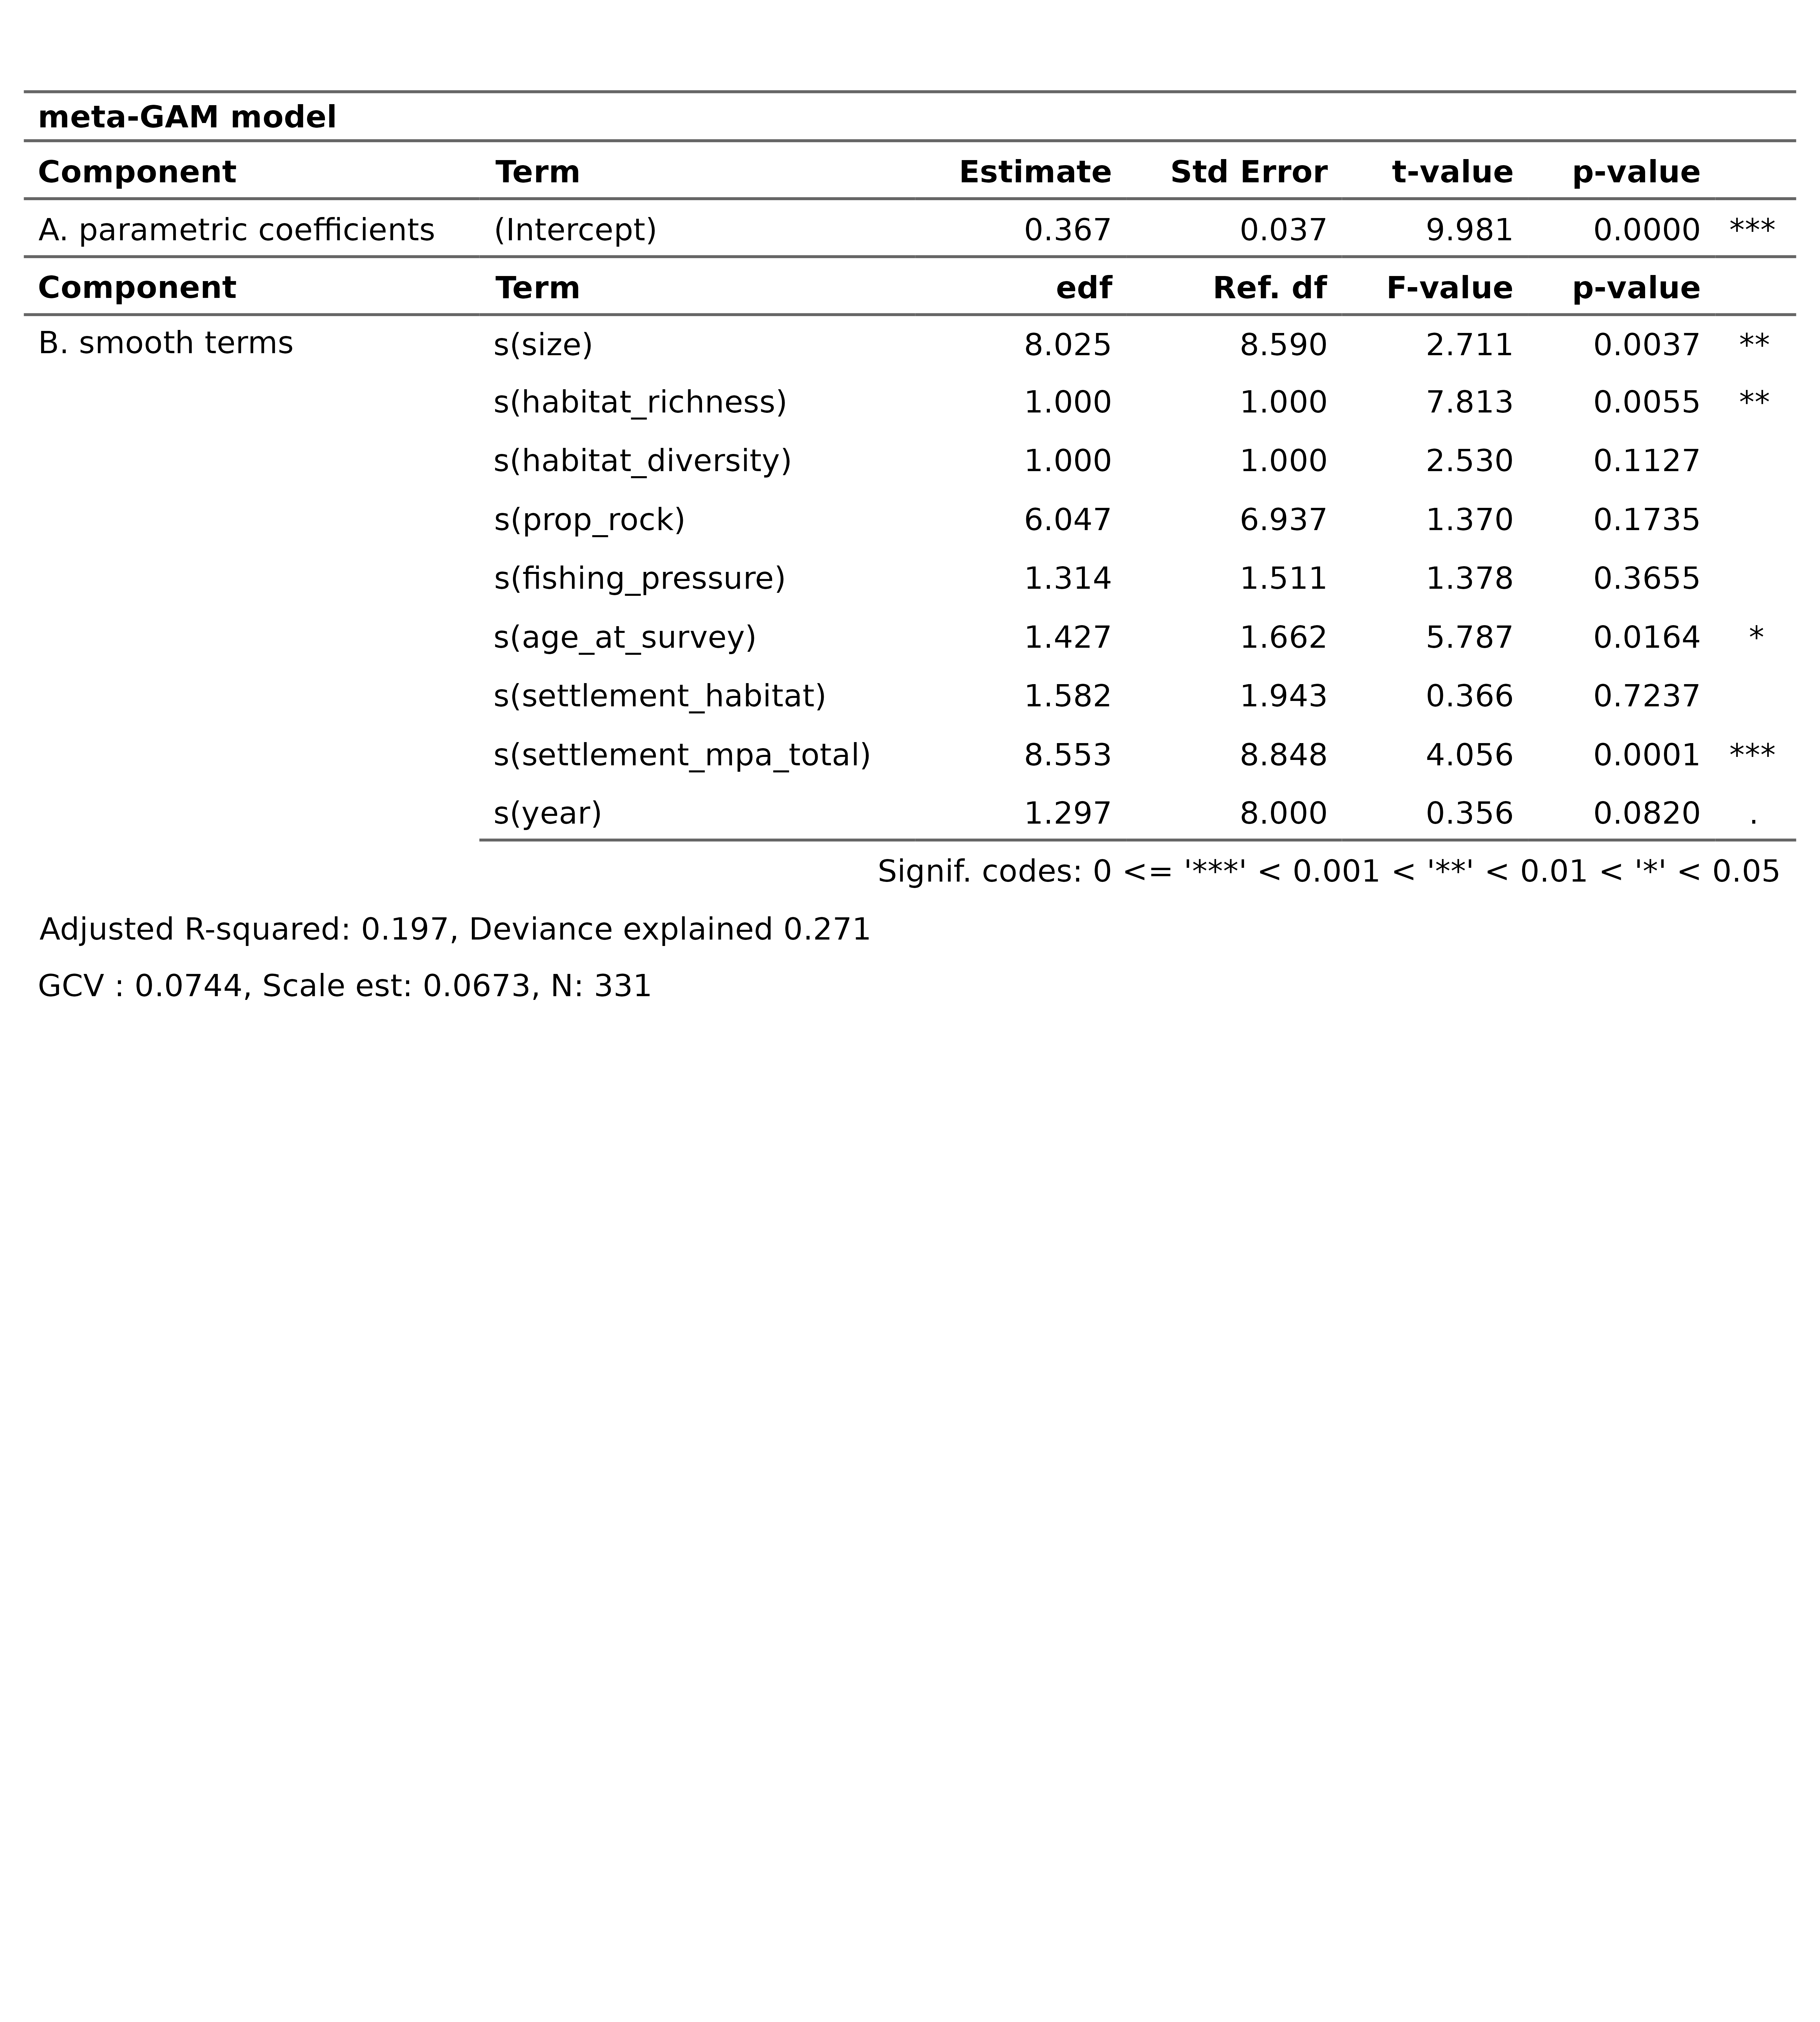 meta-GAM model
Component Term Estimate Std Error t-value p-value
A. parametric coefficients (Intercept) 0.367 0.037 9.981 0.0000 ***
Component Term edf Ref. df F-value p-value
B. smooth terms s(size) 8.025 8.590 2.711 0.0037 **
s(habitat_richness) 1.000 1.000 7.813 0.0055 **
s(habitat_diversity) 1.000 1.000 2.530 0.1127
s(prop_rock) 6.047 6.937 1.370 0.1735
s(fishing_pressure) 1.314 1.511 1.378 0.3655
s(age_at_survey) 1.427 1.662 5.787 0.0164 *
s(settlement_habitat) 1.582 1.943 0.366 0.7237
s(settlement_mpa_total) 8.553 8.848 4.056 0.0001 ***
s(year) 1.297 8.000 0.356 0.0820 .
Signif. codes: 0 <= '***' < 0.001 < '**' < 0.01 < '*' < 0.05
Adjusted R-squared: 0.197, Deviance explained 0.271
GCV : 0.0744, Scale est: 0.0673, N: 331